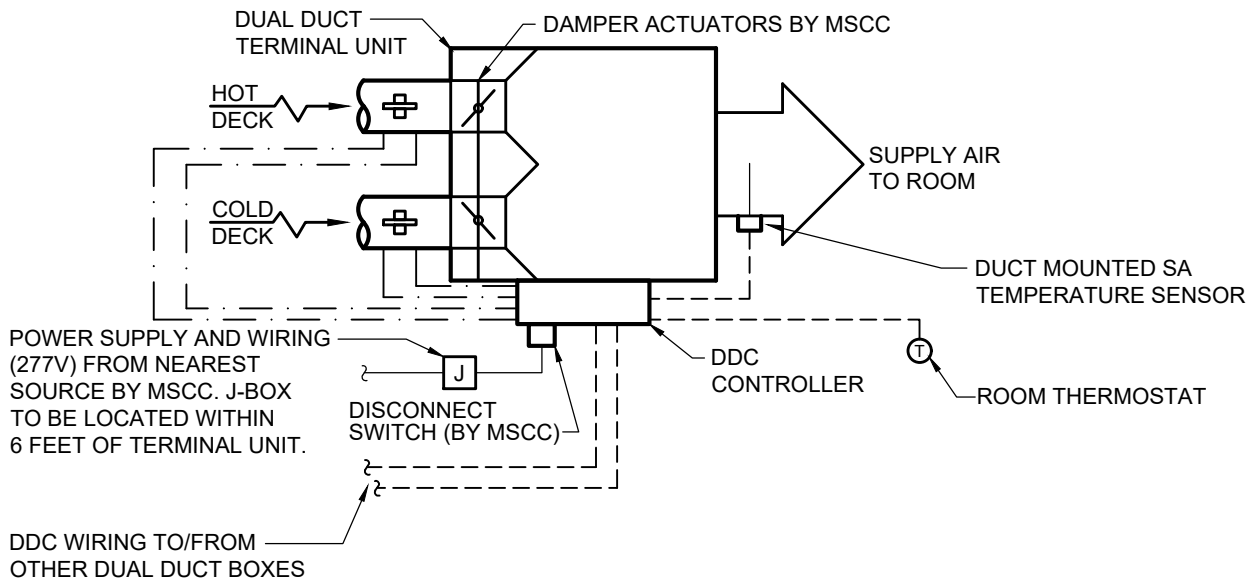 DUAL DUCT
TERMINAL UNIT
DAMPER ACTUATORS BY MSCC
HOT
DECK
SUPPLY AIR
TO ROOM
COLD
DECK
DUCT MOUNTED SA
TEMPERATURE SENSOR
POWER SUPPLY AND WIRING
(277V) FROM NEAREST
SOURCE BY MSCC. J-BOX
TO BE LOCATED WITHIN
6 FEET OF TERMINAL UNIT.
J
DISCONNECT
SWITCH (BY MSCC)
DDC
CONTROLLER
T
ROOM THERMOSTAT
DDC WIRING TO/FROM
OTHER DUAL DUCT BOXES